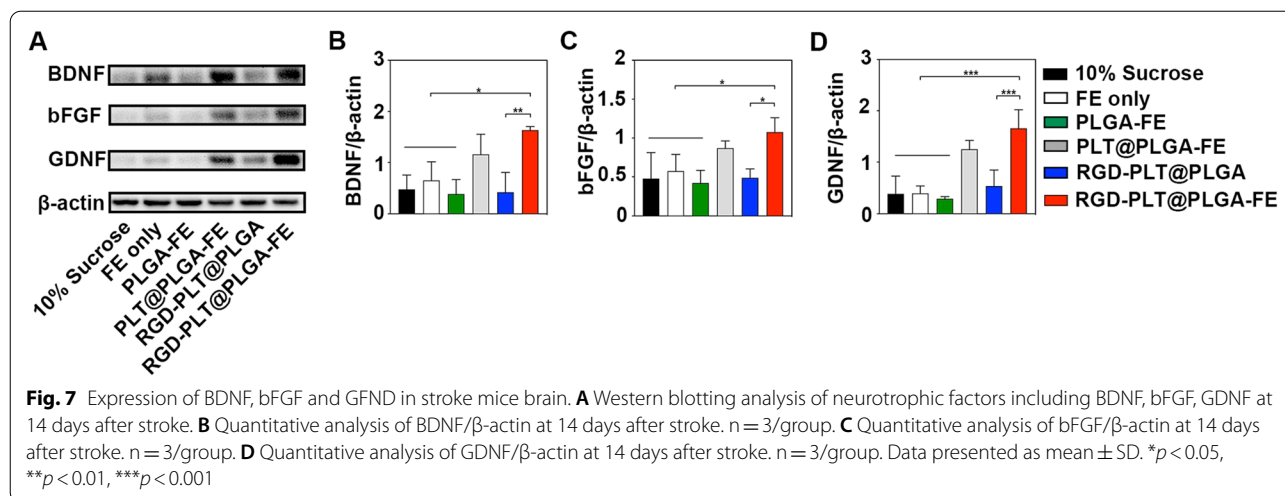 A
BDNF
bFGF
GDNF
β-actin
10% Sucrose
FE only
PLGA-FE
PLT@PLGA-FE
RGD-PLT@PLGA
RGD-PLT@PLGA-FE
B
BDNF/β-actin
3
2
1
0
*
**
C
bFGF/β-actin
2
1.5
1
0.5
0
*
*
D
GDNF/β-actin
3
2
1
0
***
***
10% Sucrose
FE only
PLGA-FE
PLT@PLGA-FE
RGD-PLT@PLGA
RGD-PLT@PLGA-FE
Fig. 7 Expression of BDNF, bFGF and GFND in stroke mice brain. A Western blotting analysis of neurotrophic factors including BDNF, bFGF, GDNF at
14 days after stroke. B Quantitative analysis of BDNF/β-actin at 14 days after stroke. n = 3/group. C Quantitative analysis of bFGF/β-actin at 14 days
after stroke. n = 3/group. D Quantitative analysis of GDNF/β-actin at 14 days after stroke. n = 3/group. Data presented as mean ± SD. *p < 0.05,
**p < 0.01, ***p < 0.001